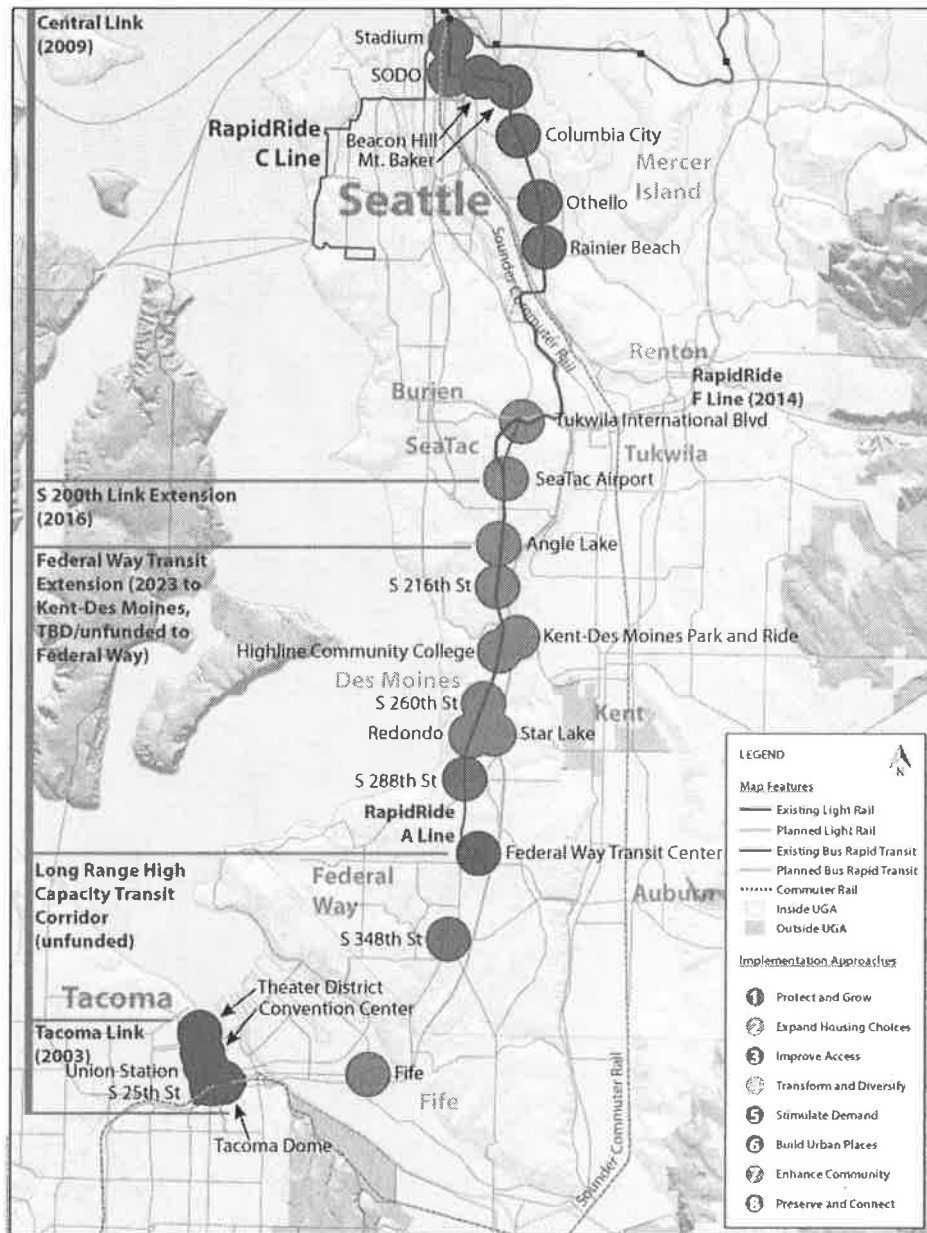 Central Link
(2009)
Stadium
SODO
Beacon Hill
Mt. Baker
RapidRide
C Line
Columbia City
Mercer
Island
Seattle
Othello
Rainier Beach
Sounder Commuter Rail
Renton
RapidRide
F Line (2014)
Burien
Tukwila International Blvd
SeaTac
Tukwila
SeaTac Airport
S 200th Link Extension
(2016)
Angle Lake
Federal Way Transit
Extension (2023 to
Kent-Des Moines,
TBD/unfunded to
Federal Way)
S 216th St
Kent-Des Moines Park and Ride
Highline Community College
Des Moines
S 260th St
Kent
Redondo
Star Lake
S 288th St
RapidRide
A Line
Federal Way Transit Center
Long Range High
Capacity Transit
Corridor
(unfunded)
Federal
Way
Auburn
S 348th St
Tacoma
Theater District
Convention Center
Tacoma Link
(2003)
Union Station
S 25th St
Fife
Fife
Tacoma Dome
Sounder Commuter Rail
LEGEND
N
Map Features
Existing Light Rail
Planned Light Rail
Existing Bus Rapid Transit
Planned Bus Rapid Transit
Commuter Rail
Inside UGA
Outside UGA
Implementation Approaches
1 Protect and Grow
2 Expand Housing Choices
3 Improve Access
Transform and Diversify
5 Stimulate Demand
6 Build Urban Places
7 Enhance Community
8 Preserve and Connect